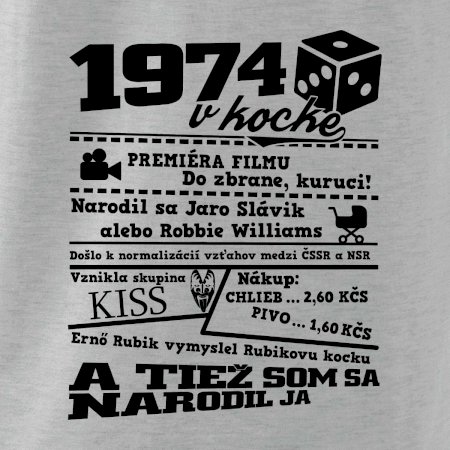 1974
v kocke
PREMIÉRA FILMU
Do zbrane, kuruci!
Narodil sa Jaro Slávik
alebo Robbie Williams
Došlo k normalizácií vzťahov medzi ČSSR a NSR
Vznikla skupina
KISS
Nákup:
CHLIEB ... 2,60 KČS
PIVO ... 1,60 KČS
Ernő Rubik vymyslel Rubikovu kocku
A TIEŽ SOM SA
NARODIL JA